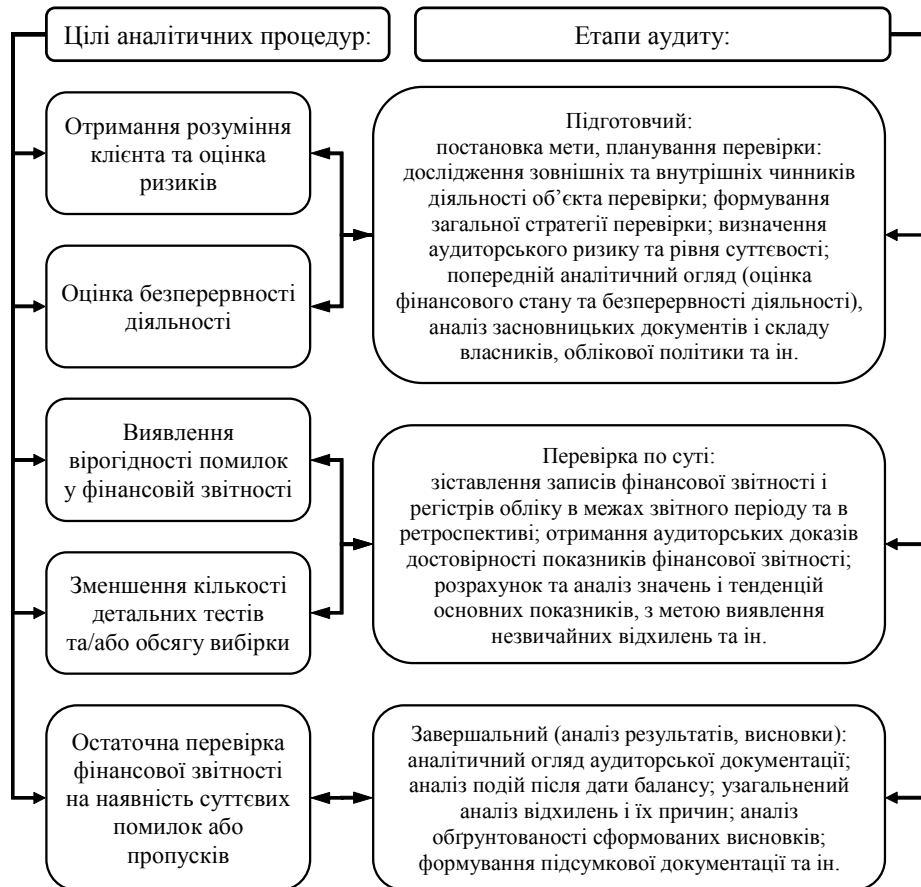 Цілі аналітичних процедур:
Етапи аудиту:
Отримання розуміння
клієнта та оцінка
ризиків
Оцінка безперервності
діяльності
Підготовчий:
постановка мети, планування перевірки:
дослідження зовнішніх та внутрішніх чинників
діяльності об’єкта перевірки; формування
загальної стратегії перевірки; визначення
аудиторського ризику та рівня суттєвості;
попередній аналітичний огляд (оцінка
фінансового стану та безперервності діяльності),
аналіз засновницьких документів і складу
власників, облікової політики та ін.
Виявлення
вірогідності помилок
у фінансовій звітності
Зменшення кількості
детальних тестів
та/або обсягу вибірки
Перевірка по суті:
зіставлення записів фінансової звітності і
регістрів обліку в межах звітного періоду та в
ретроспективі; отримання аудиторських доказів
достовірності показників фінансової звітності;
розрахунок та аналіз значень і тенденцій
основних показників, з метою виявлення
незвичайних відхилень та ін.
Остаточна перевірка
фінансової звітності
на наявність суттєвих
помилок або
пропусків
Завершальний (аналіз результатів, висновки):
аналітичний огляд аудиторської документації;
аналіз подій після дати балансу; узагальнений
аналіз відхилень і їх причин; аналіз
обґрунтованості сформованих висновків;
формування підсумкової документації та ін.